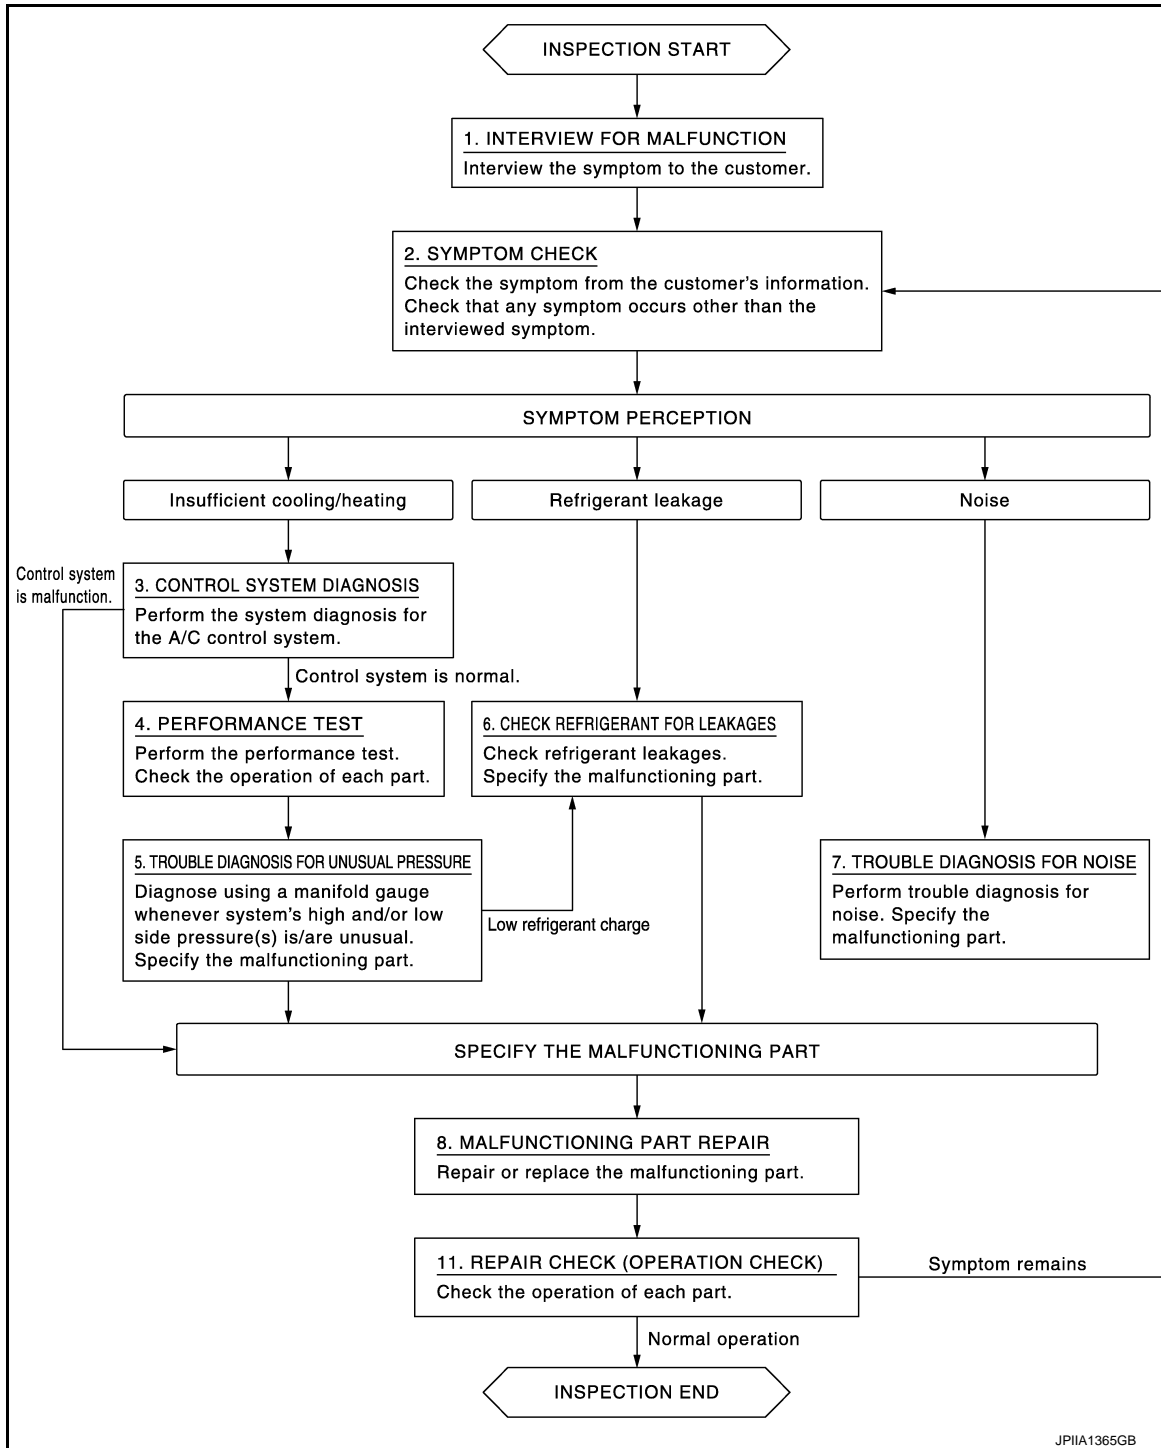 INSPECTION START
1. INTERVIEW FOR MALFUNCTION
Interview the symptom to the customer.
2. SYMPTOM CHECK
Check the symptom from the customer's information.
Check that any symptom occurs other than the
interviewed symptom.
SYMPTOM PERCEPTION
Insufficient cooling/heating
Refrigerant leakage
Noise
Control system
is malfunction.
3. CONTROL SYSTEM DIAGNOSIS
Perform the system diagnosis for
the A/C control system.
Control system is normal.
4. PERFORMANCE TEST
Perform the performance test.
Check the operation of each part.
6. CHECK REFRIGERANT FOR LEAKAGES
Check refrigerant leakages.
Specify the malfunctioning part.
5. TROUBLE DIAGNOSIS FOR UNUSUAL PRESSURE
Diagnose using a manifold gauge
whenever system's high and/or low
side pressure(s) is/are unusual.
Specify the malfunctioning part.
Low refrigerant charge
7. TROUBLE DIAGNOSIS FOR NOISE
Perform trouble diagnosis for
noise. Specify the
malfunctioning part.
SPECIFY THE MALFUNCTIONING PART
8. MALFUNCTIONING PART REPAIR
Repair or replace the malfunctioning part.
11. REPAIR CHECK (OPERATION CHECK)
Check the operation of each part.
Symptom remains
Normal operation
INSPECTION END
JPIIA1365GB